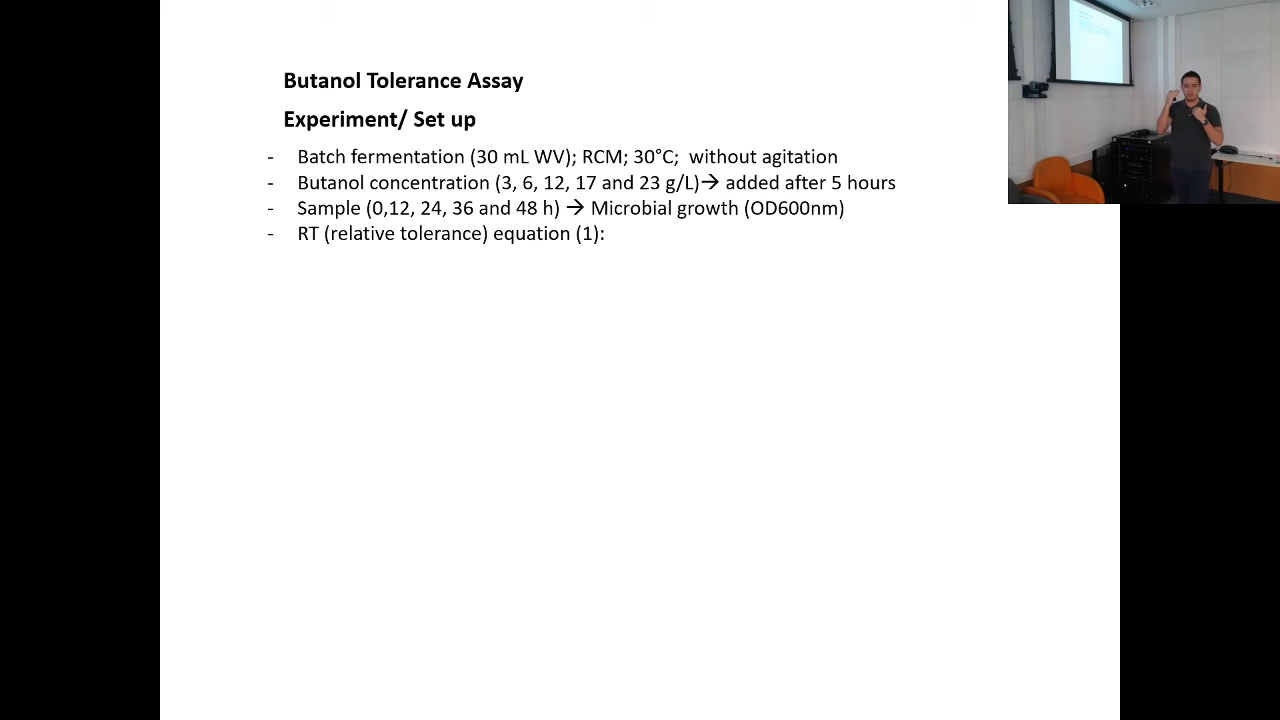 Butanol Tolerance Assay
Experiment/ Set up
- Batch fermentation (30 mL WV); RCM; 30°C;  without agitation
- Butanol concentration (3, 6, 12, 17 and 23 g/L)→ added after 5 hours
- Sample (0,12, 24, 36 and 48 h) → Microbial growth (OD600nm)
- RT (relative tolerance) equation (1):